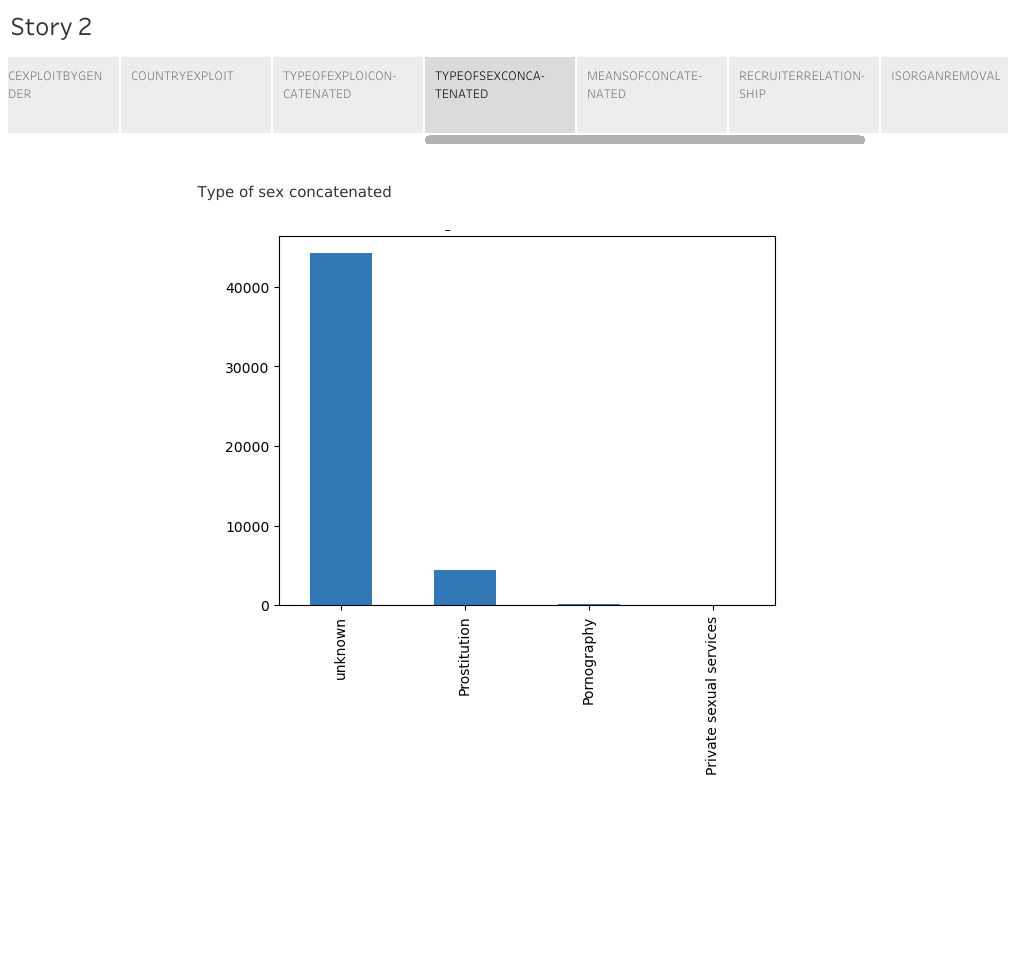 Story 2
CEXPLOITBYGEN
DER
COUNTRYEXPLOIT
TYPEOFEXPLOICON-
CATENATED
TYPEOFSEXCONCA-
TENATED
MEANSOFCONCATE-
NATED
RECRUITERRELATION-
SHIP
ISORGANREMOVAL
Type of sex concatenated
40000
30000
20000
10000
0
unknown
Prostitution
Pornography
Private sexual services